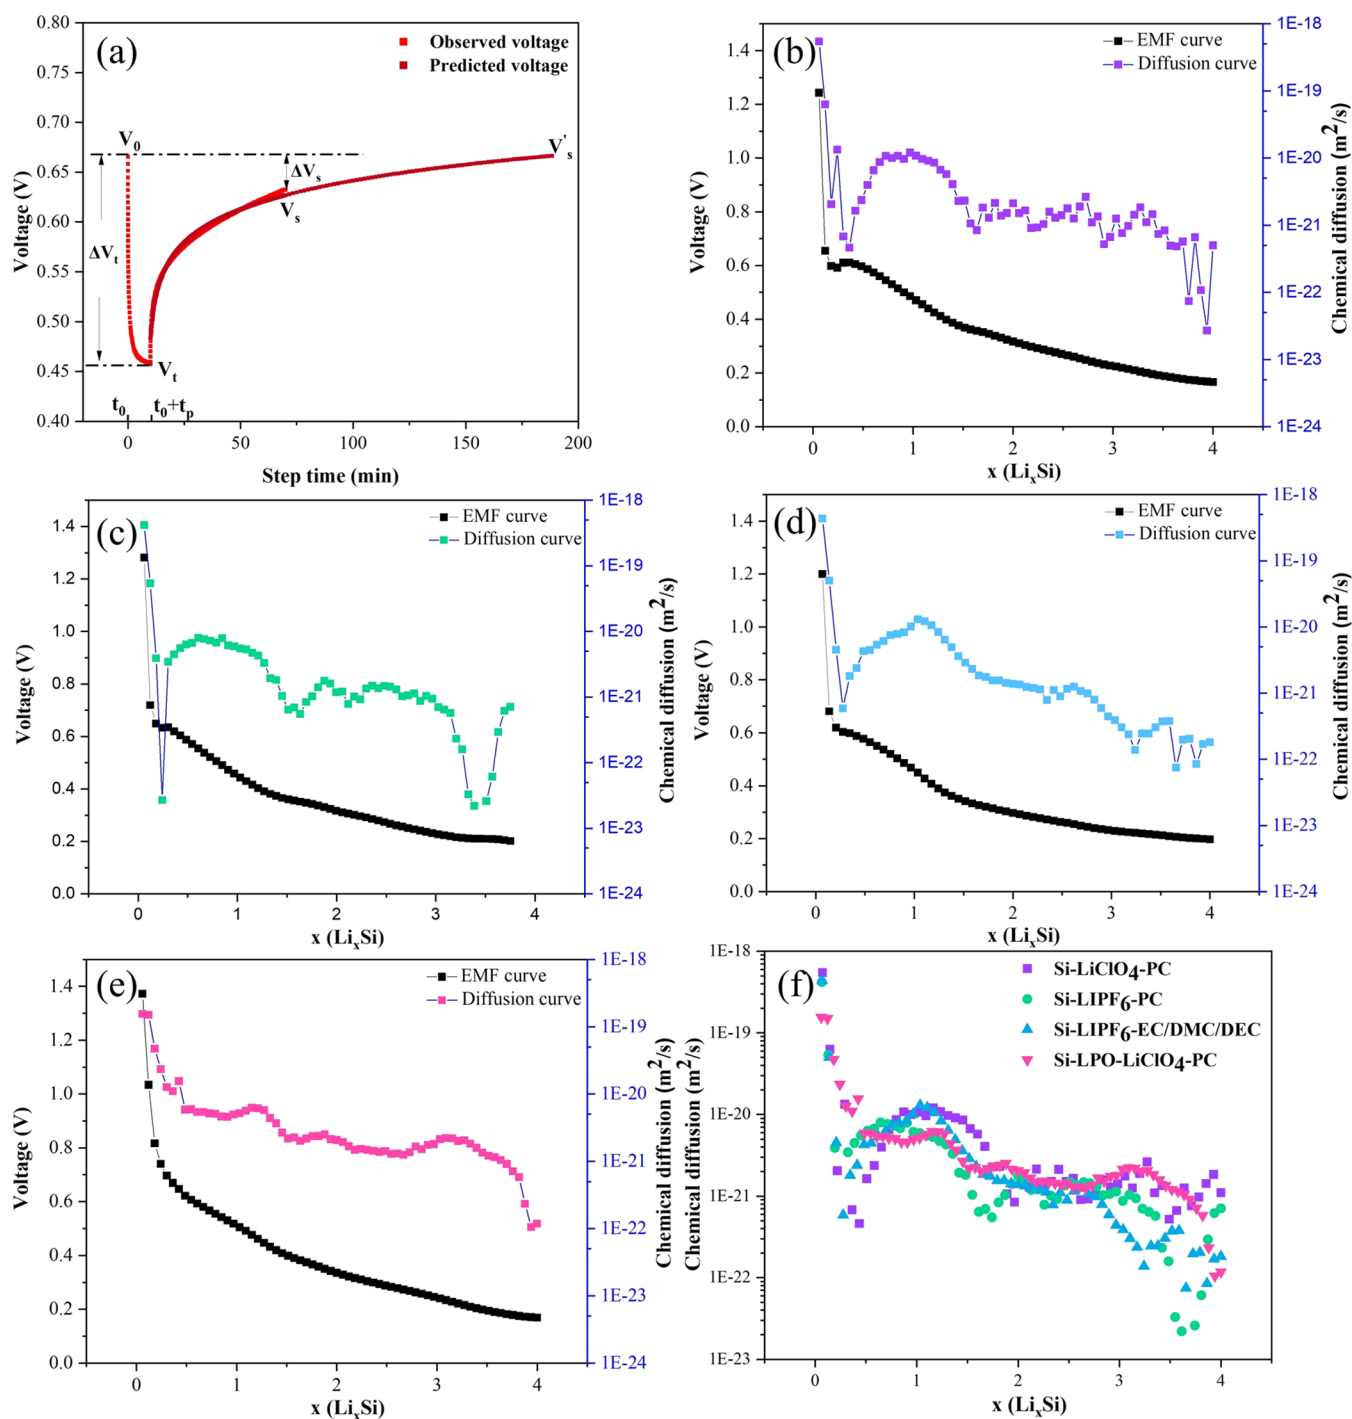 (a)
Observed voltage
Predicted voltage
V0
V's
ΔVs
Vs
ΔVt
Vt
t0
t0+tp
0.80
0.70
0.65
0.60
0.55
0.50
0.45
0.40
Voltage (V)
0
50
100
150
200
Step time (min)
(b)
EMF curve
Diffusion curve
1.4
1.2
1.0
0.8
0.6
0.4
0.2
0.0
Voltage (V)
0
1
2
3
4
x (LixSi)
1E-18
1E-19
1E-20
1E-21
1E-22
1E-23
1E-24
Chemical diffusion (m2/s)
(c)
EMF curve
Diffusion curve
1.4
1.2
1.0
0.8
0.6
0.4
0.2
0.0
Voltage (V)
0
1
2
3
4
x (LixSi)
1E-18
1E-19
1E-20
1E-21
1E-22
1E-23
1E-24
Chemical diffusion (m2/s)
(d)
EMF curve
Diffusion curve
1.4
1.2
1.0
0.8
0.6
0.4
0.2
0.0
Voltage (V)
0
1
2
3
4
x (LixSi)
1E-18
1E-19
1E-20
1E-21
1E-22
1E-23
1E-24
Chemical diffusion (m2/s)
(e)
EMF curve
Diffusion curve
1.4
1.2
1.0
0.8
0.6
0.4
0.2
0.0
Voltage (V)
0
1
2
3
4
x (LixSi)
1E-18
1E-19
1E-20
1E-21
1E-22
1E-23
1E-24
Chemical diffusion (m2/s)
(f)
Si-LiClO4-PC
Si-LIPF6-PC
Si-LIPF6-EC/DMC/DEC
Si-LPO-LiClO4-PC
1E-18
1E-19
1E-20
1E-21
1E-22
1E-23
Chemical diffusion (m2/s)
0
1
2
3
4
x (LixSi)